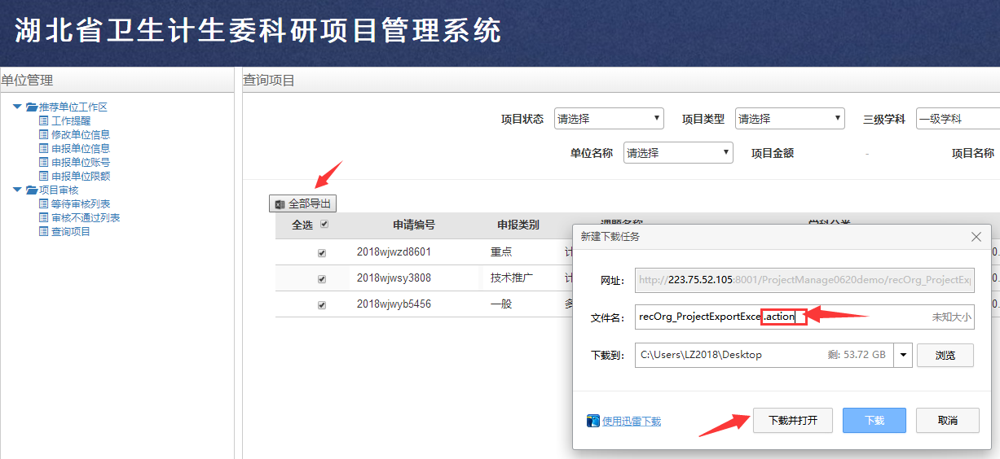 湖北省卫生计生委科研项目管理系统
单位管理
查询项目
推荐单位工作区
工作提醒
修改单位信息
申报单位信息
申报单位账号
申报单位限额
项目审核
等待审核列表
审核不通过列表
查询项目
项目状态 请选择 项目类型 请选择 三级学科 一级学科
单位名称 请选择 项目金额 - 项目名称
全部导出
全选 申请编号 申报类别 课题名称 学科分类
2018wjwzd8601 重点 计 0.
2018wjwsy3808 技术推广 计 0.
2018wjwyb5456 一般 多 0.
新建下载任务
网址: http://223.75.52.105:8001/ProjectManage0620demo/recOrg_ProjectExp
文件名: recOrg_ProjectExportExcel.action 未知大小
下载到: C:\Users\LZ2018\Desktop 剩: 53.72 GB 浏览
使用迅雷下载 下载并打开 下载 取消